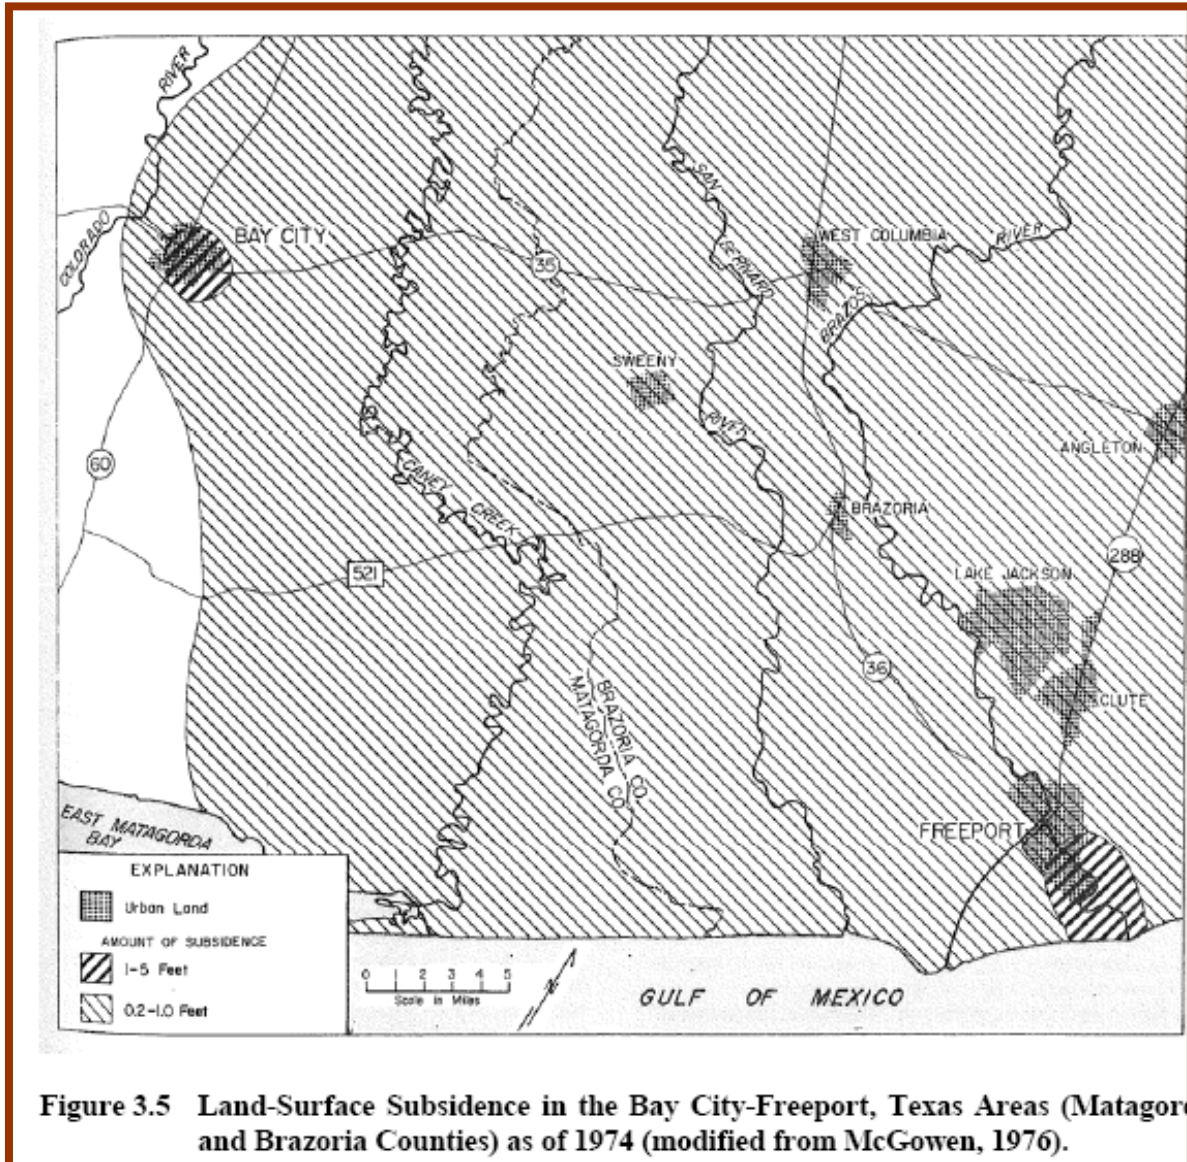 RIVER
COLORADO
BAY CITY
SAN
BERNARD
RIVER
WEST COLUMBIA
RIVER
BRAZOS
35
SWEENY
ANGLETON
60
CANEY
CREEK
BRAZORIA
521
288
LAKE JACKSON
36
CLUTE
BRAZORIA CO.
MATAGORDA CO.
FREEPORT
EAST MATAGORDA
BAY
EXPLANATION
Urban Land
AMOUNT OF SUBSIDENCE
1-5 Feet
0.2-1.0 Feet
0 1 2 3 4 5
Scale in Miles
N
GULF OF MEXICO
Figure 3.5 Land-Surface Subsidence in the Bay City-Freeport, Texas Areas (Matagor
and Brazoria Counties) as of 1974 (modified from McGowen, 1976).